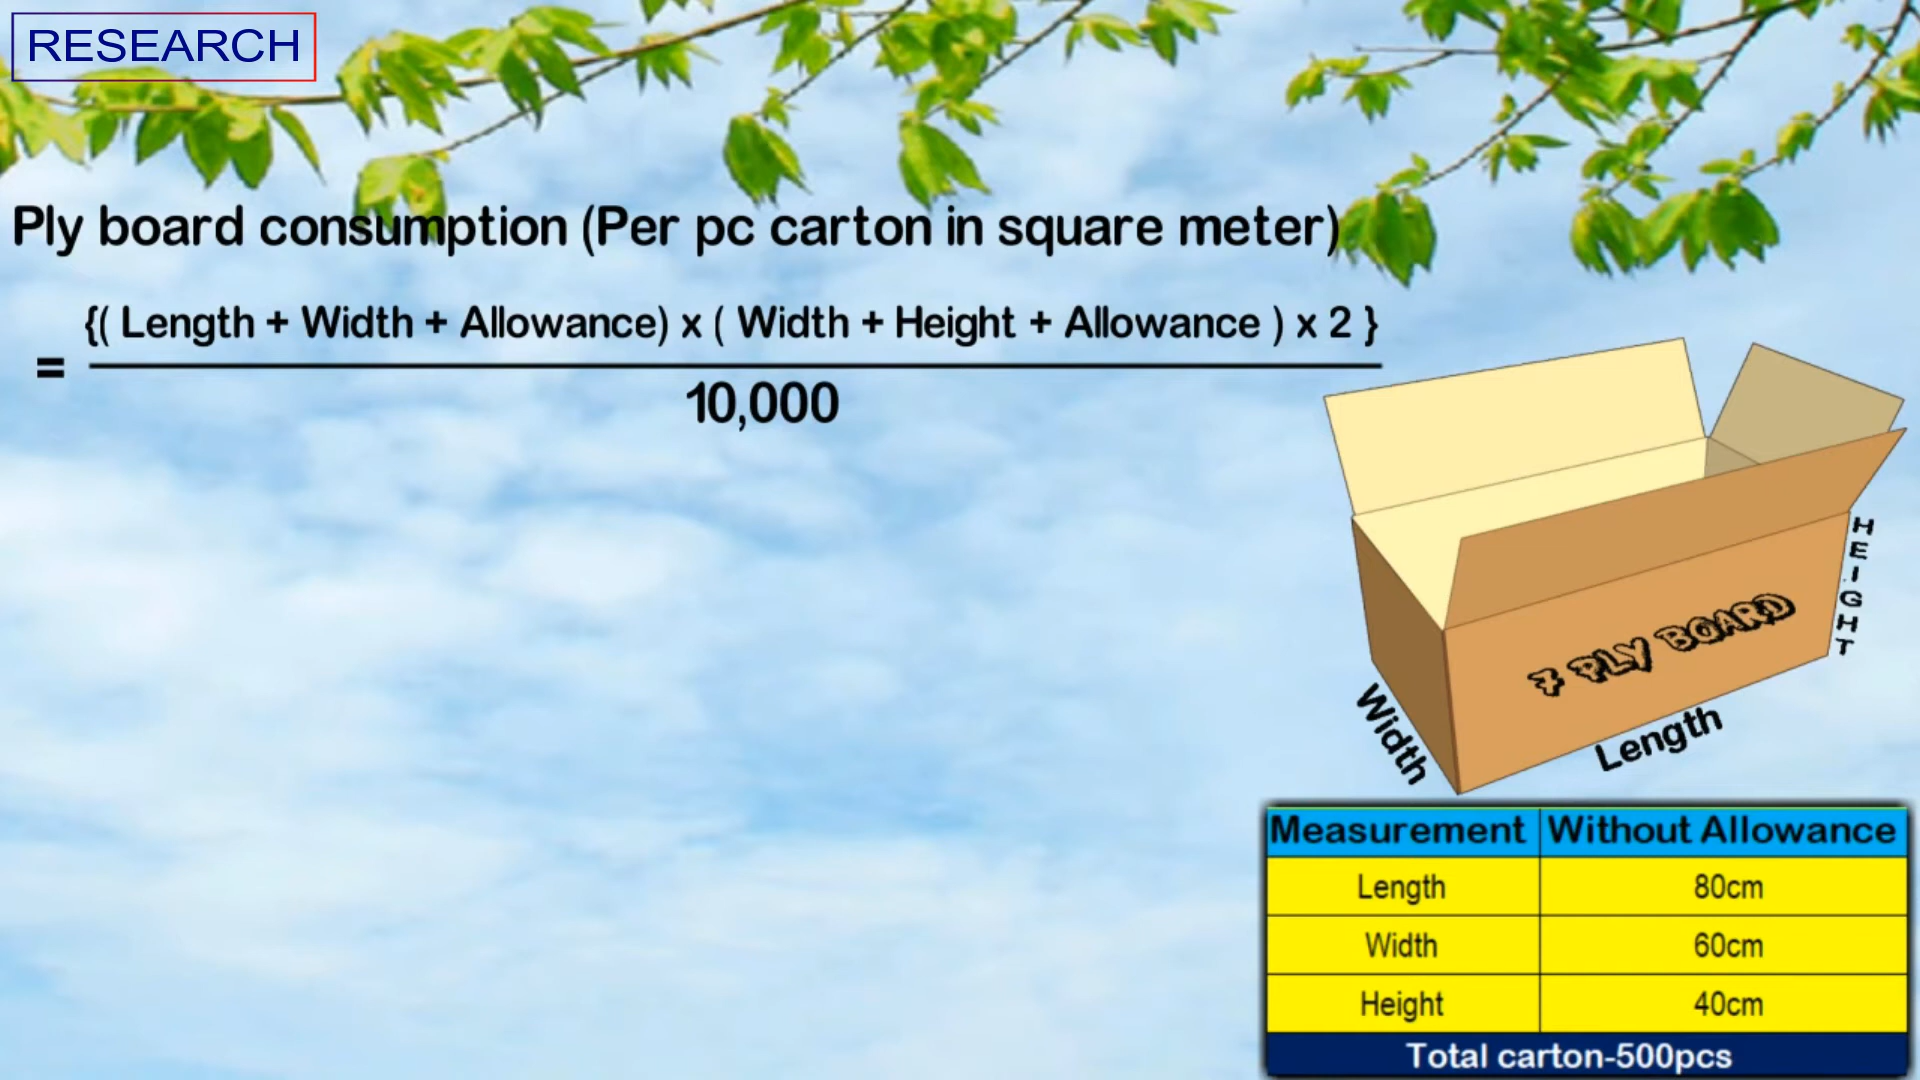 RESEARCH
Ply board consumption (Per pc carton in square meter)
{( Length + Width + Allowance) x ( Width + Height + Allowance ) x 2 }
=
10,000
HEIGHT
7 PLY BOARD
Width
Length
Measurement Without Allowance
Length 80cm
Width 60cm
Height 40cm
Total carton-500pcs